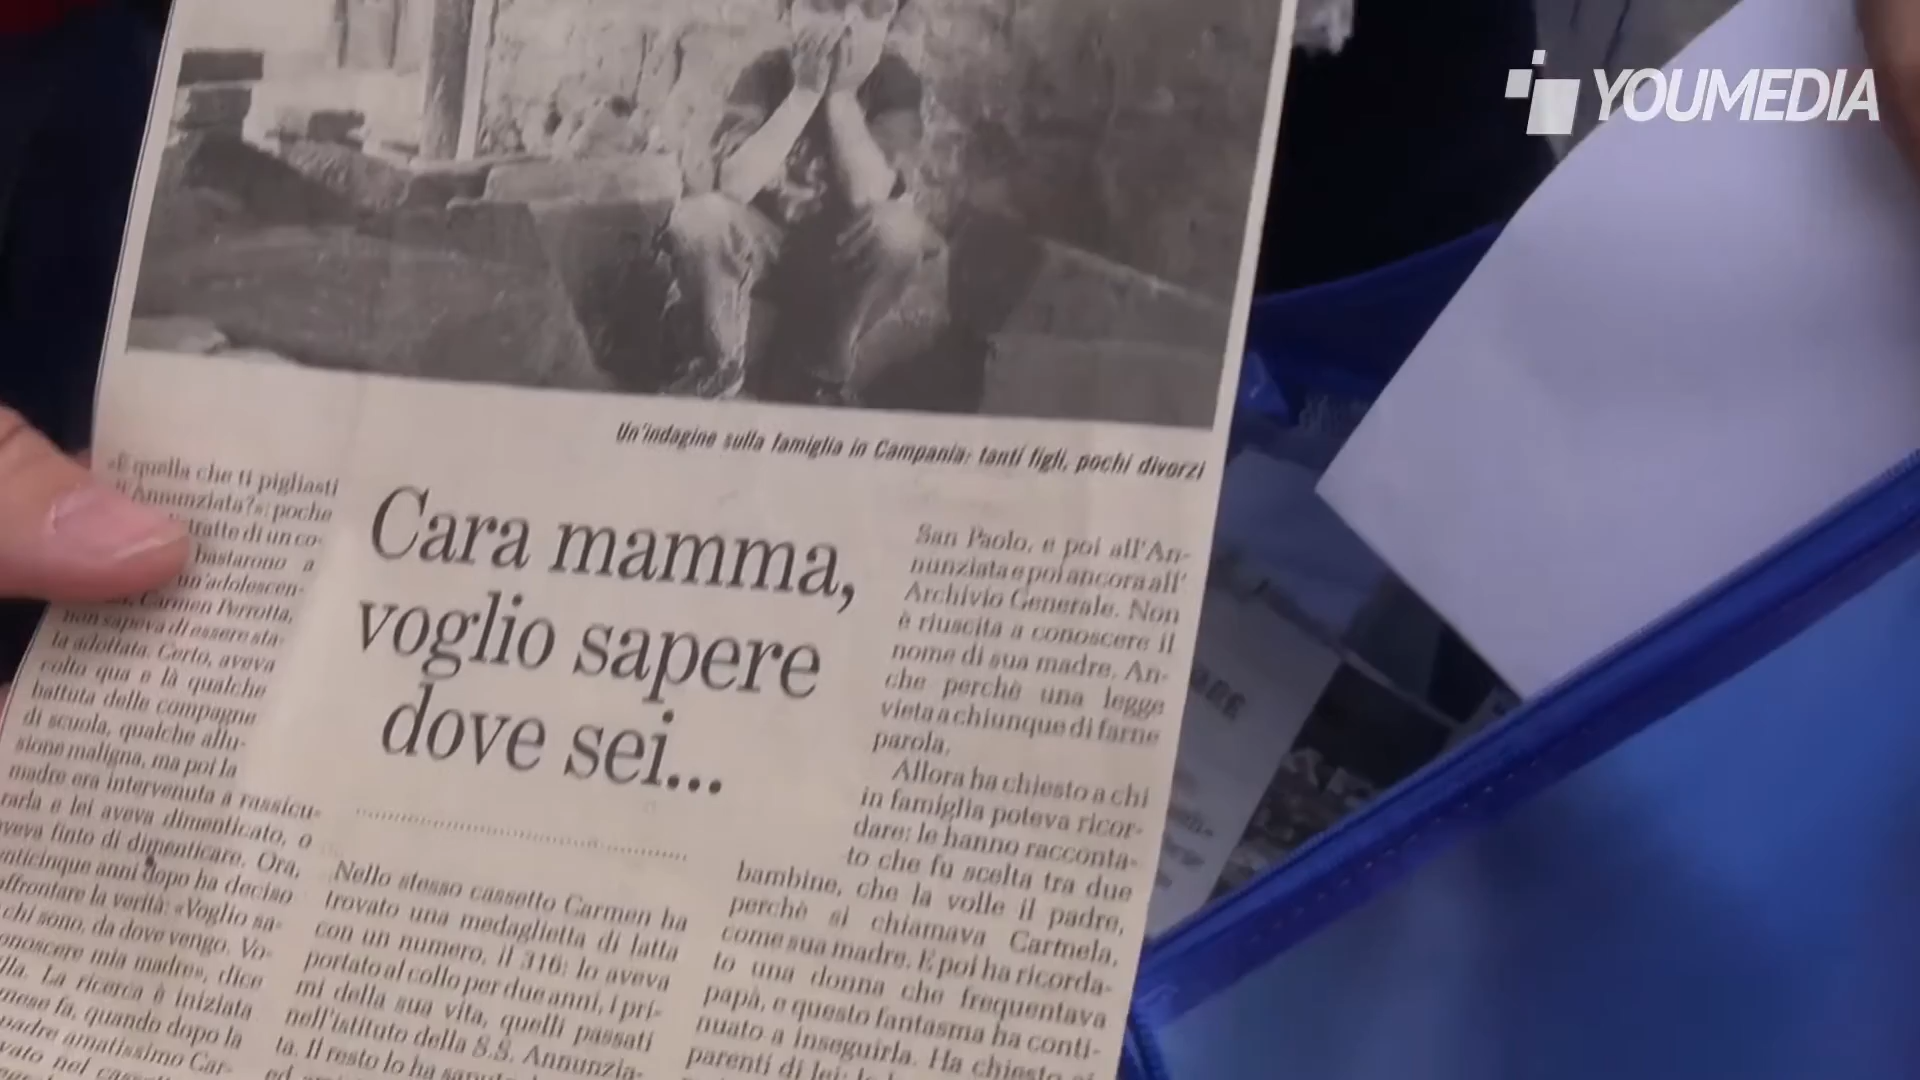 YOUMEDIA
Un'indagine sulla famiglia in Campania: tanti figli, pochi divorzi
Cara mamma,
voglio sapere
dove sei...
«È quella che ti pigliasti
Annunziata?»: poche
tratte di un co-
bastarono a
un'adolescen-
Carmen Perrotta,
non sapeva di essere sta-
ta adottata. Certo, aveva
colto qua e là qualche
battuta delle compagne
di scuola, qualche allu-
sione maligna, ma poi la
madre era intervenuta a rassicu-
rarla e lei aveva dimenticato, o
aveva finto di dimenticare. Ora,
anni dopo ha deciso
affrontare la verità: «Voglio sa-
chi sono, da dove vengo. Vo-
mia madre», dice
La ricerca è iniziata
fa, quando dopo la
padre amatissimo Car-
nel
Nello stesso cassetto Carmen ha
trovato una medaglietta di latta
con un numero, il 316: lo aveva
portato al collo per due anni, i pri-
mi della sua vita, quelli passati
nell'istituto della S.S. Annunzia-
ta. Il resto lo ha
San Paolo, e poi all'An-
nunziata e poi ancora all'
Archivio Generale. Non
è riuscita a conoscere il
nome di sua madre. An-
che perchè una legge
vieta a chiunque di farne
parola.
Allora ha chiesto a chi
in famiglia poteva ricor-
dare: le hanno racconta-
to che fu scelta tra due
bambine, che la volle il padre,
perchè si chiamava Carmela,
come sua madre. E poi ha ricorda-
to una donna che frequentava
papà, e questo fantasma ha conti-
nuato a inseguirla. Ha chiesto ai
parenti di lei: